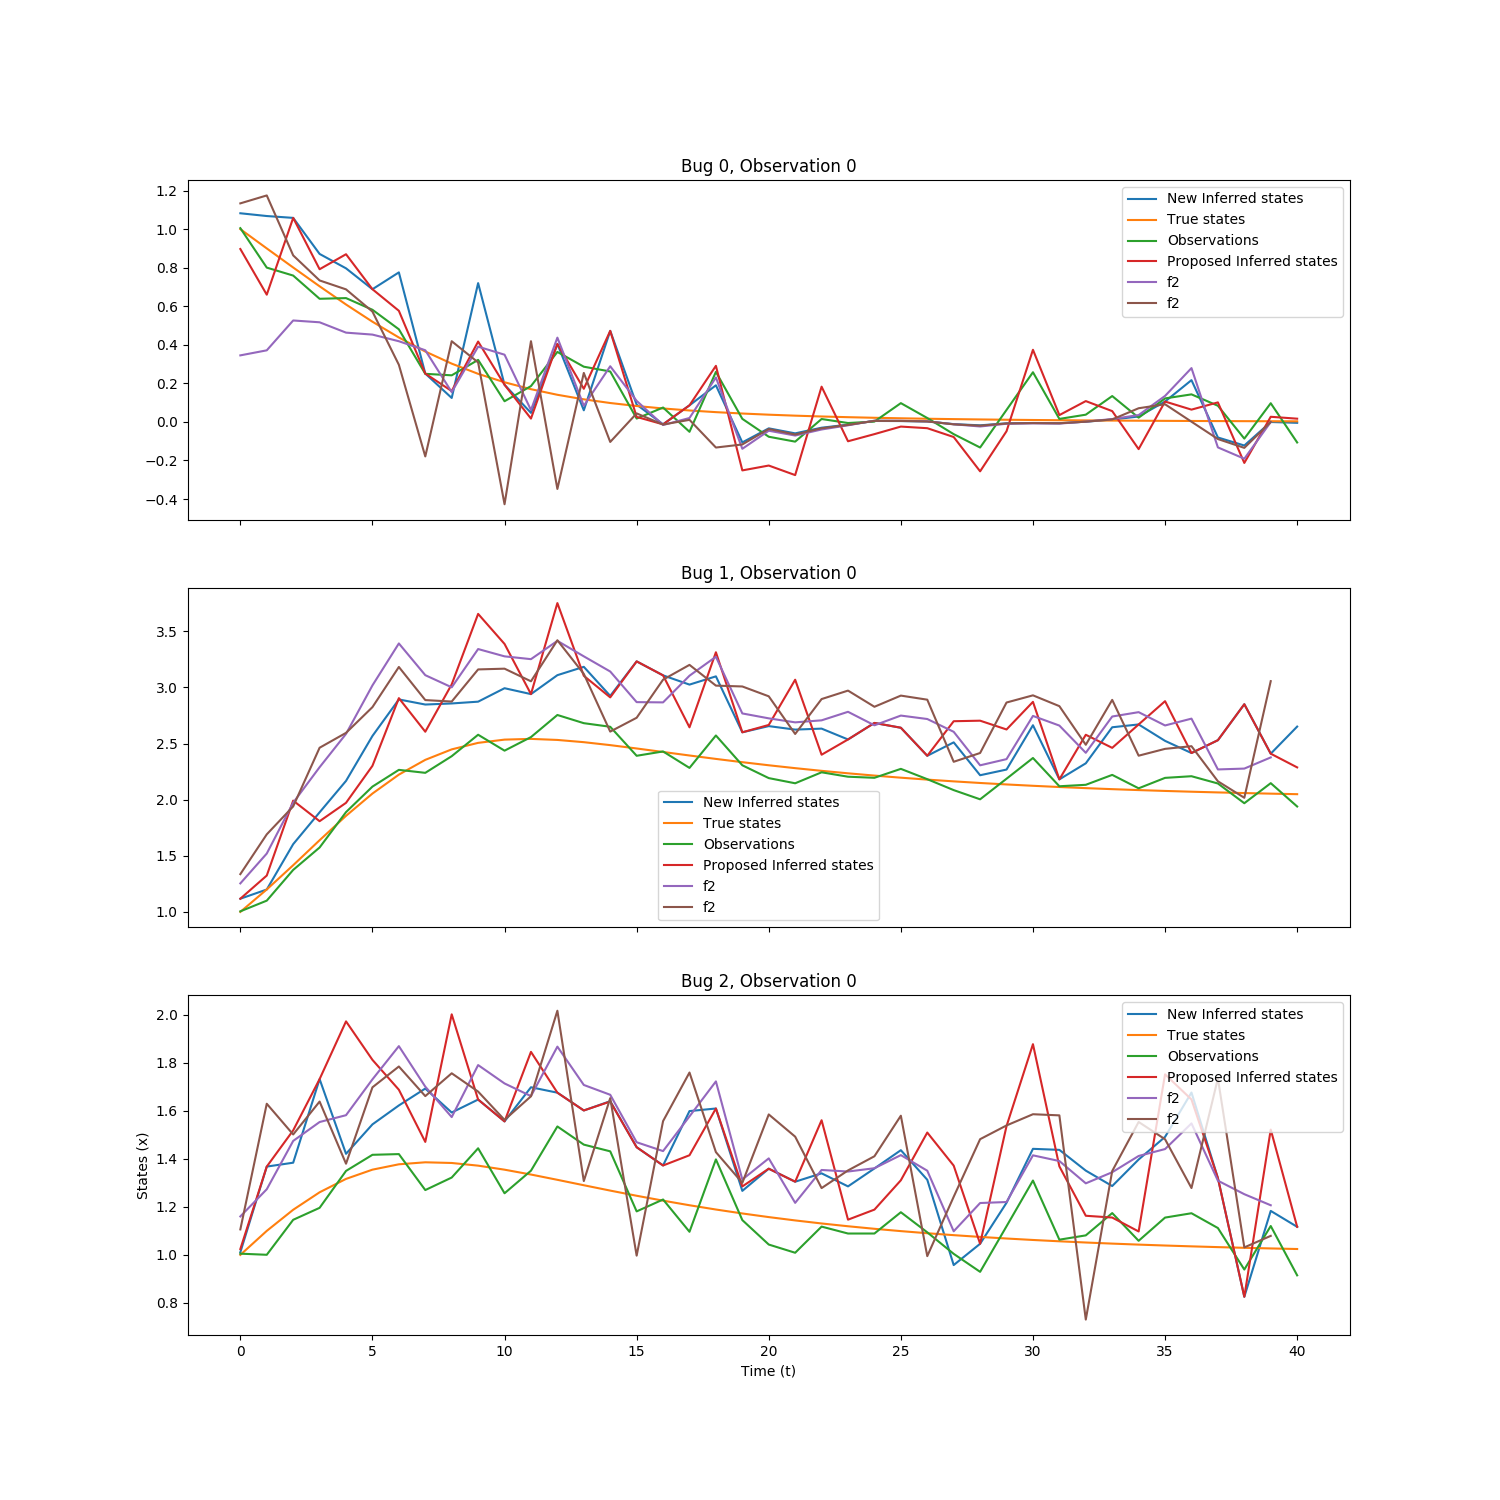 Bug 0, Observation 0
1.2
1.0
0.8
0.6
0.4
0.2
0.0
−0.2
−0.4
New Inferred states
True states
Observations
Proposed Inferred states
f2
f2
Bug 1, Observation 0
3.5
3.0
2.5
2.0
1.5
1.0
New Inferred states
True states
Observations
Proposed Inferred states
f2
f2
Bug 2, Observation 0
States (x)
2.0
1.8
1.6
1.4
1.2
1.0
0.8
New Inferred states
True states
Observations
Proposed Inferred states
f2
f2
0 5 10 15 20 25 30 35 40
Time (t)